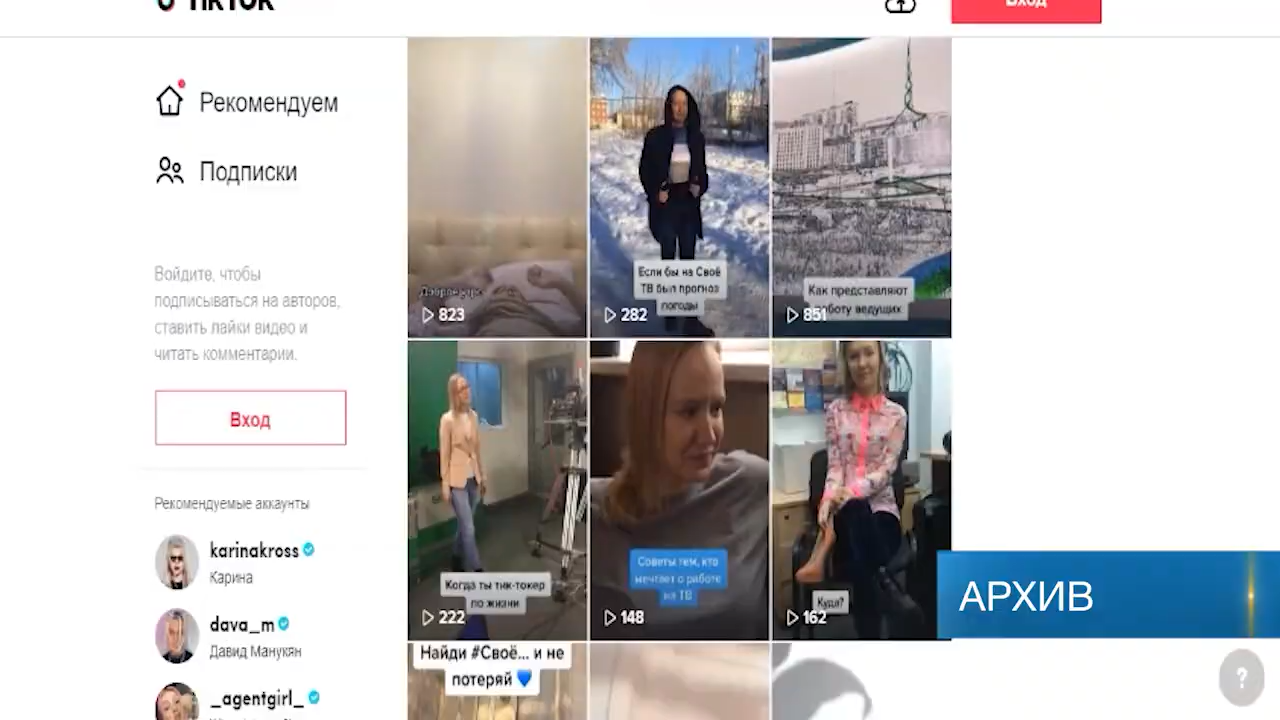 TikTok
Вход
Рекомендуем
Подписки
Войдите, чтобы
подписываться на авторов,
ставить лайки видео и
читать комментарии.
Вход
Рекомендуемые аккаунты
karinakross
Карина
dava_m
Давид Манукян
_agentgirl_
823
Если бы на Своё
ТВ был прогноз
погоды
282
Как представляют
работу ведущих
851
Когда ты тик-токер
по жизни
222
Советы тем, кто
мечтает о работе
на ТВ
148
Куда?
162
Найди #Своё... и не
потеряй
АРХИВ
?